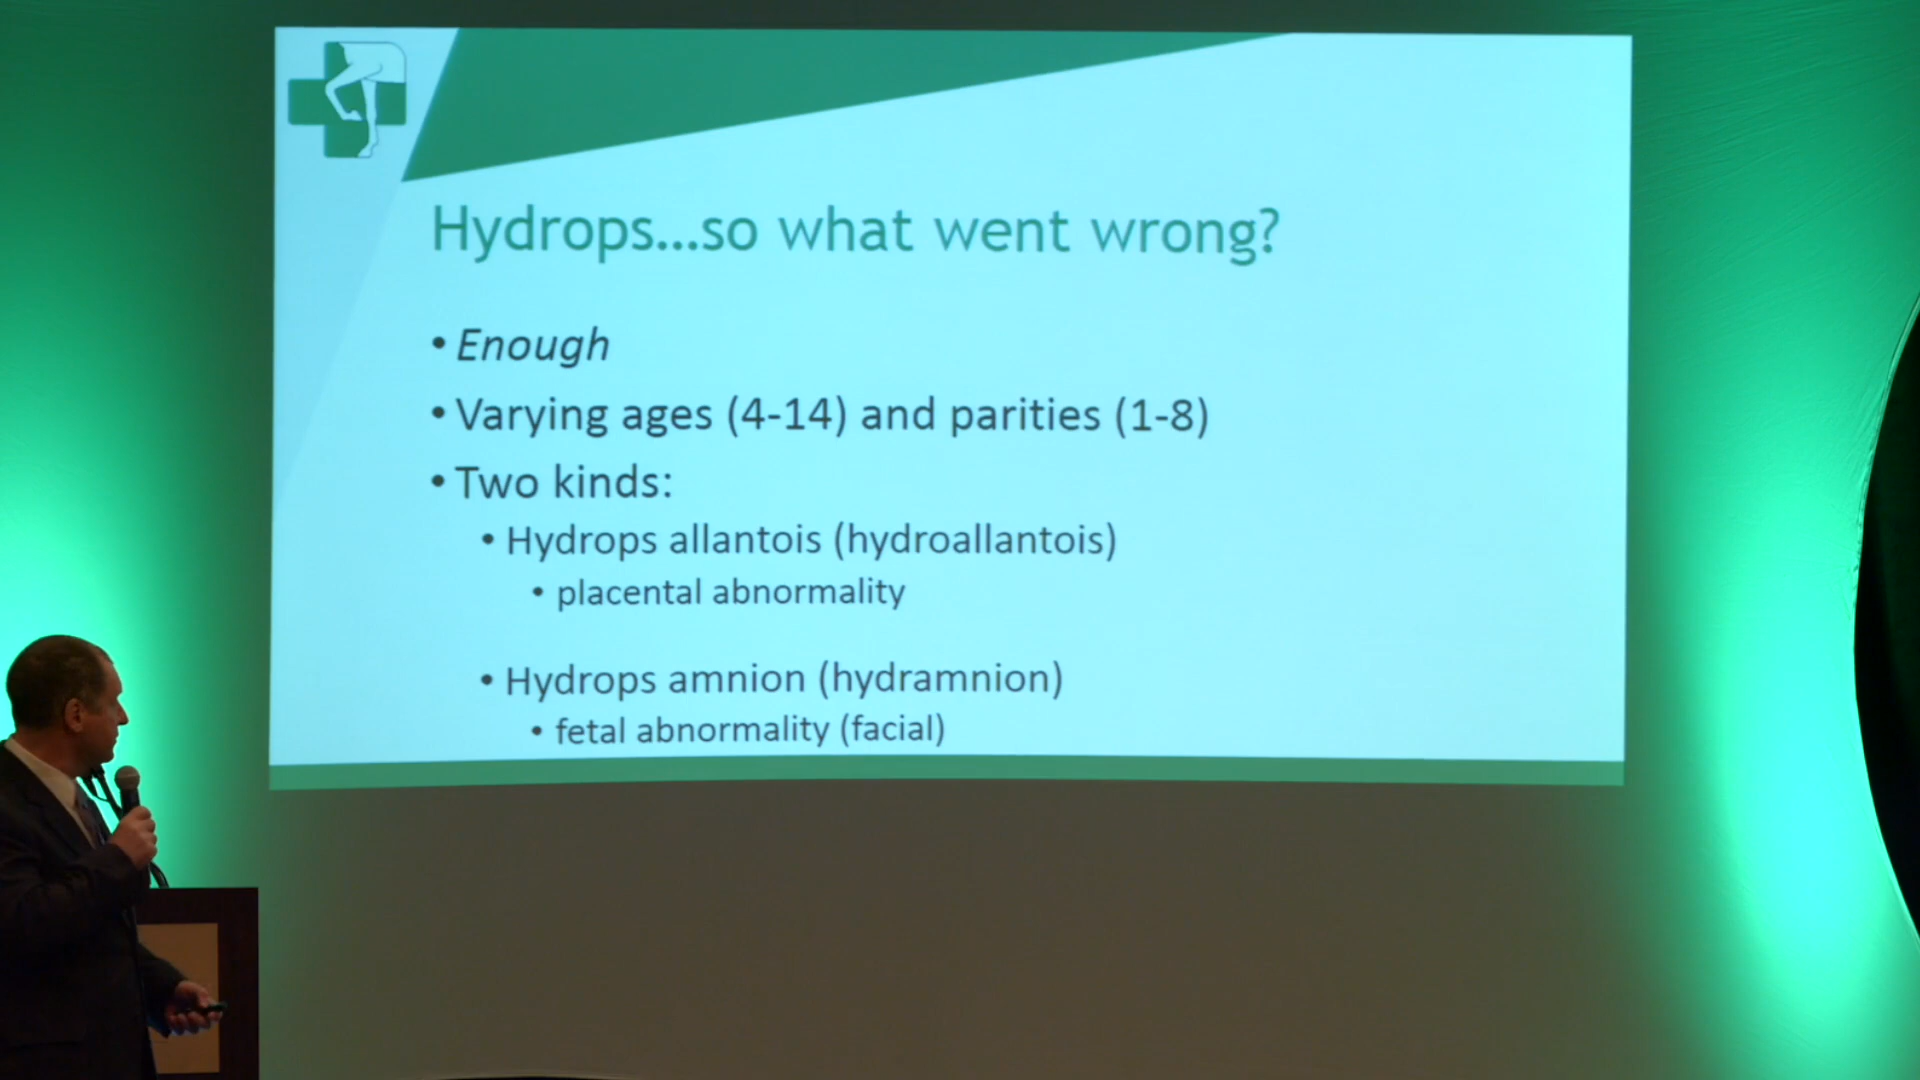 Hydrops...so what went wrong?
• Enough
• Varying ages (4-14) and parities (1-8)
• Two kinds:
• Hydrops allantois (hydroallantois)
• placental abnormality
• Hydrops amnion (hydramnion)
• fetal abnormality (facial)